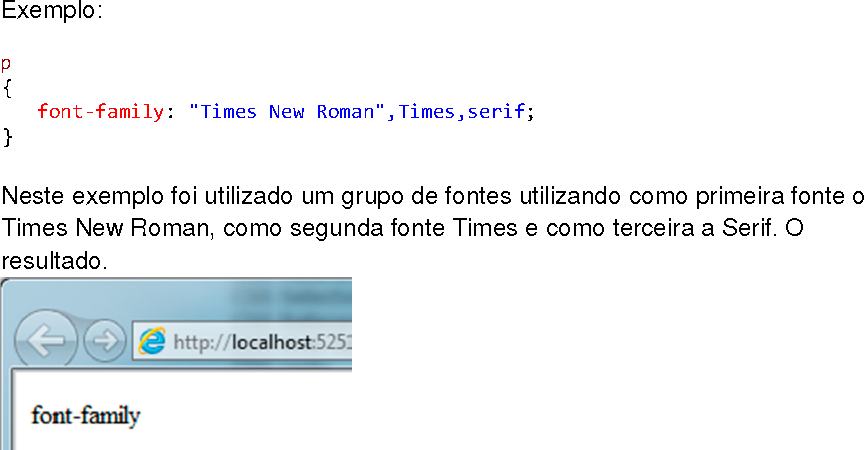 Exemplo:
p
{
font-family: "Times New Roman",Times,serif;
}
Neste exemplo foi utilizado um grupo de fontes utilizando como primeira fonte o
Times New Roman, como segunda fonte Times e como terceira a Serif. O
resultado.
http://localhost:525
font-family